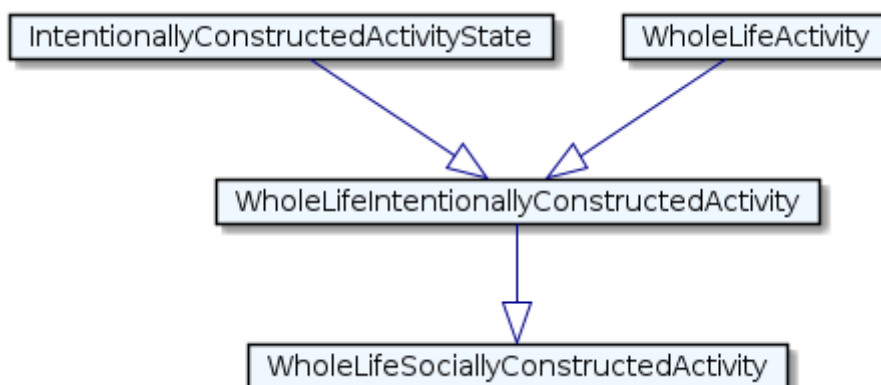 IntentionallyConstructedActivityState
WholeLifeActivity
WholeLifeIntentionallyConstructedActivity
WholeLifeSociallyConstructedActivity